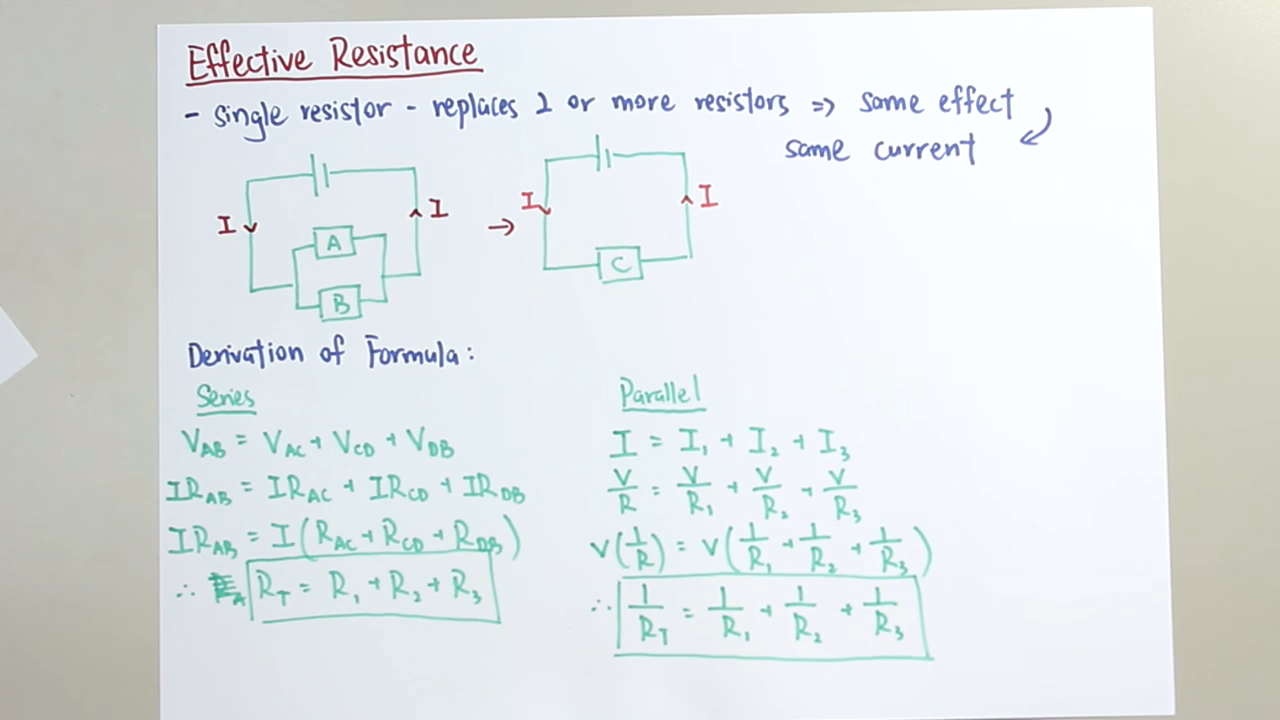 Effective Resistance
- single resistor - replaces 2 or more resistors => same effect
same current
I I → I I
A
B
C
Derivation of Formula:
Series
V_AB = V_AC + V_CD + V_DB
IR_AB = IR_AC + IR_CD + IR_DB
IR_AB = I(R_AC + R_CD + R_DB)
∴ R_T = R_1 + R_2 + R_3
Parallel
I = I_1 + I_2 + I_3
V/R = V/R_1 + V/R_2 + V/R_3
V(1/R) = V(1/R_1 + 1/R_2 + 1/R_3)
∴ 1/R_T = 1/R_1 + 1/R_2 + 1/R_3